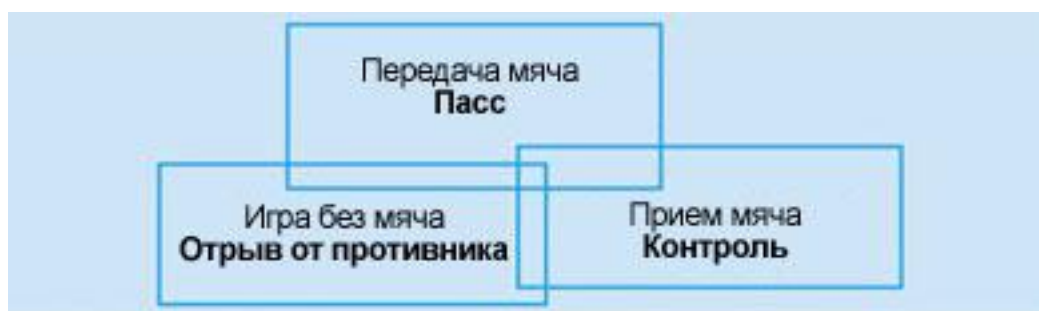 Передача мяча
Пасс
Игра без мяча
Отрыв от противника
Прием мяча
Контроль